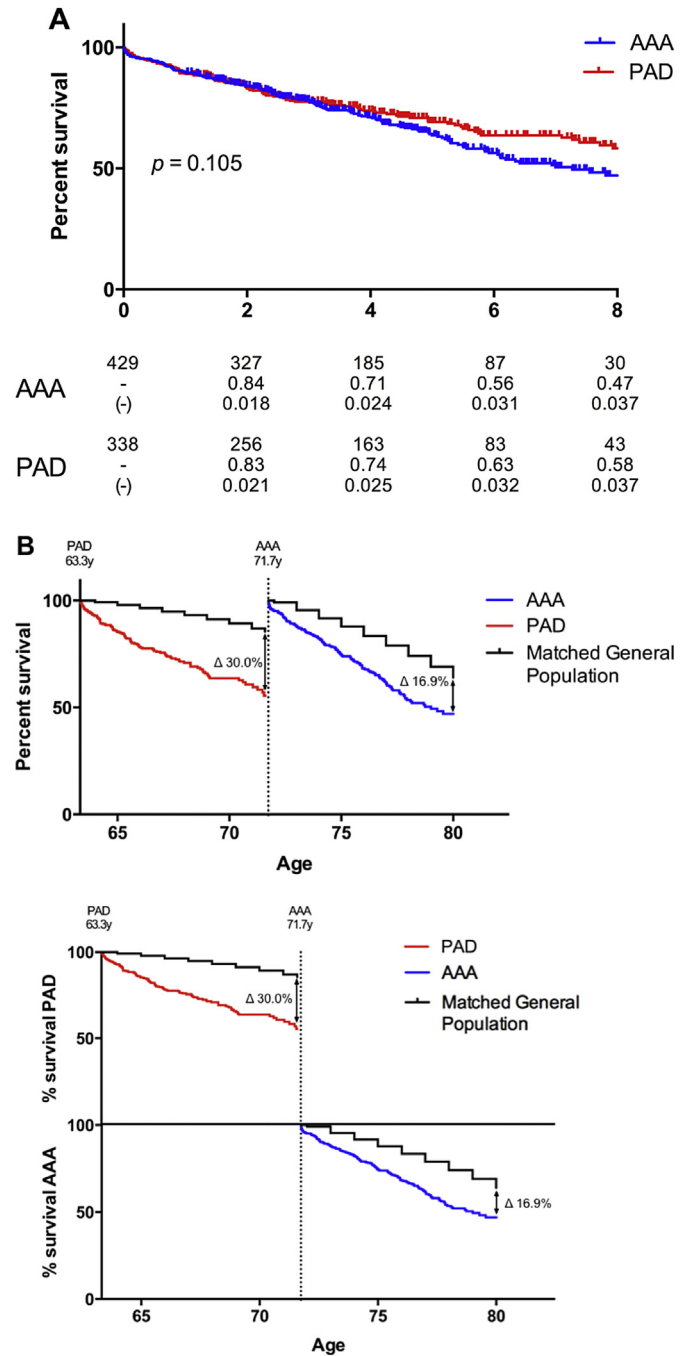 A
AAA
PAD
Percent survival
100
50
0
p = 0.105
0 2 4 6 8
429 327 185 87 30
AAA - 0.84 0.71 0.56 0.47
(-) 0.018 0.024 0.031 0.037
338 256 163 83 43
PAD - 0.83 0.74 0.63 0.58
(-) 0.021 0.025 0.032 0.037
B
PAD
63.3y
AAA
71.7y
Percent survival
100
50
0
Δ 30.0%
Δ 16.9%
AAA
PAD
Matched General
Population
65 70 75 80
Age
PAD
63.3y
AAA
71.7y
% survival PAD
100
50
Δ 30.0%
PAD
AAA
Matched General
Population
% survival AAA
100
50
0
Δ 16.9%
65 70 75 80
Age